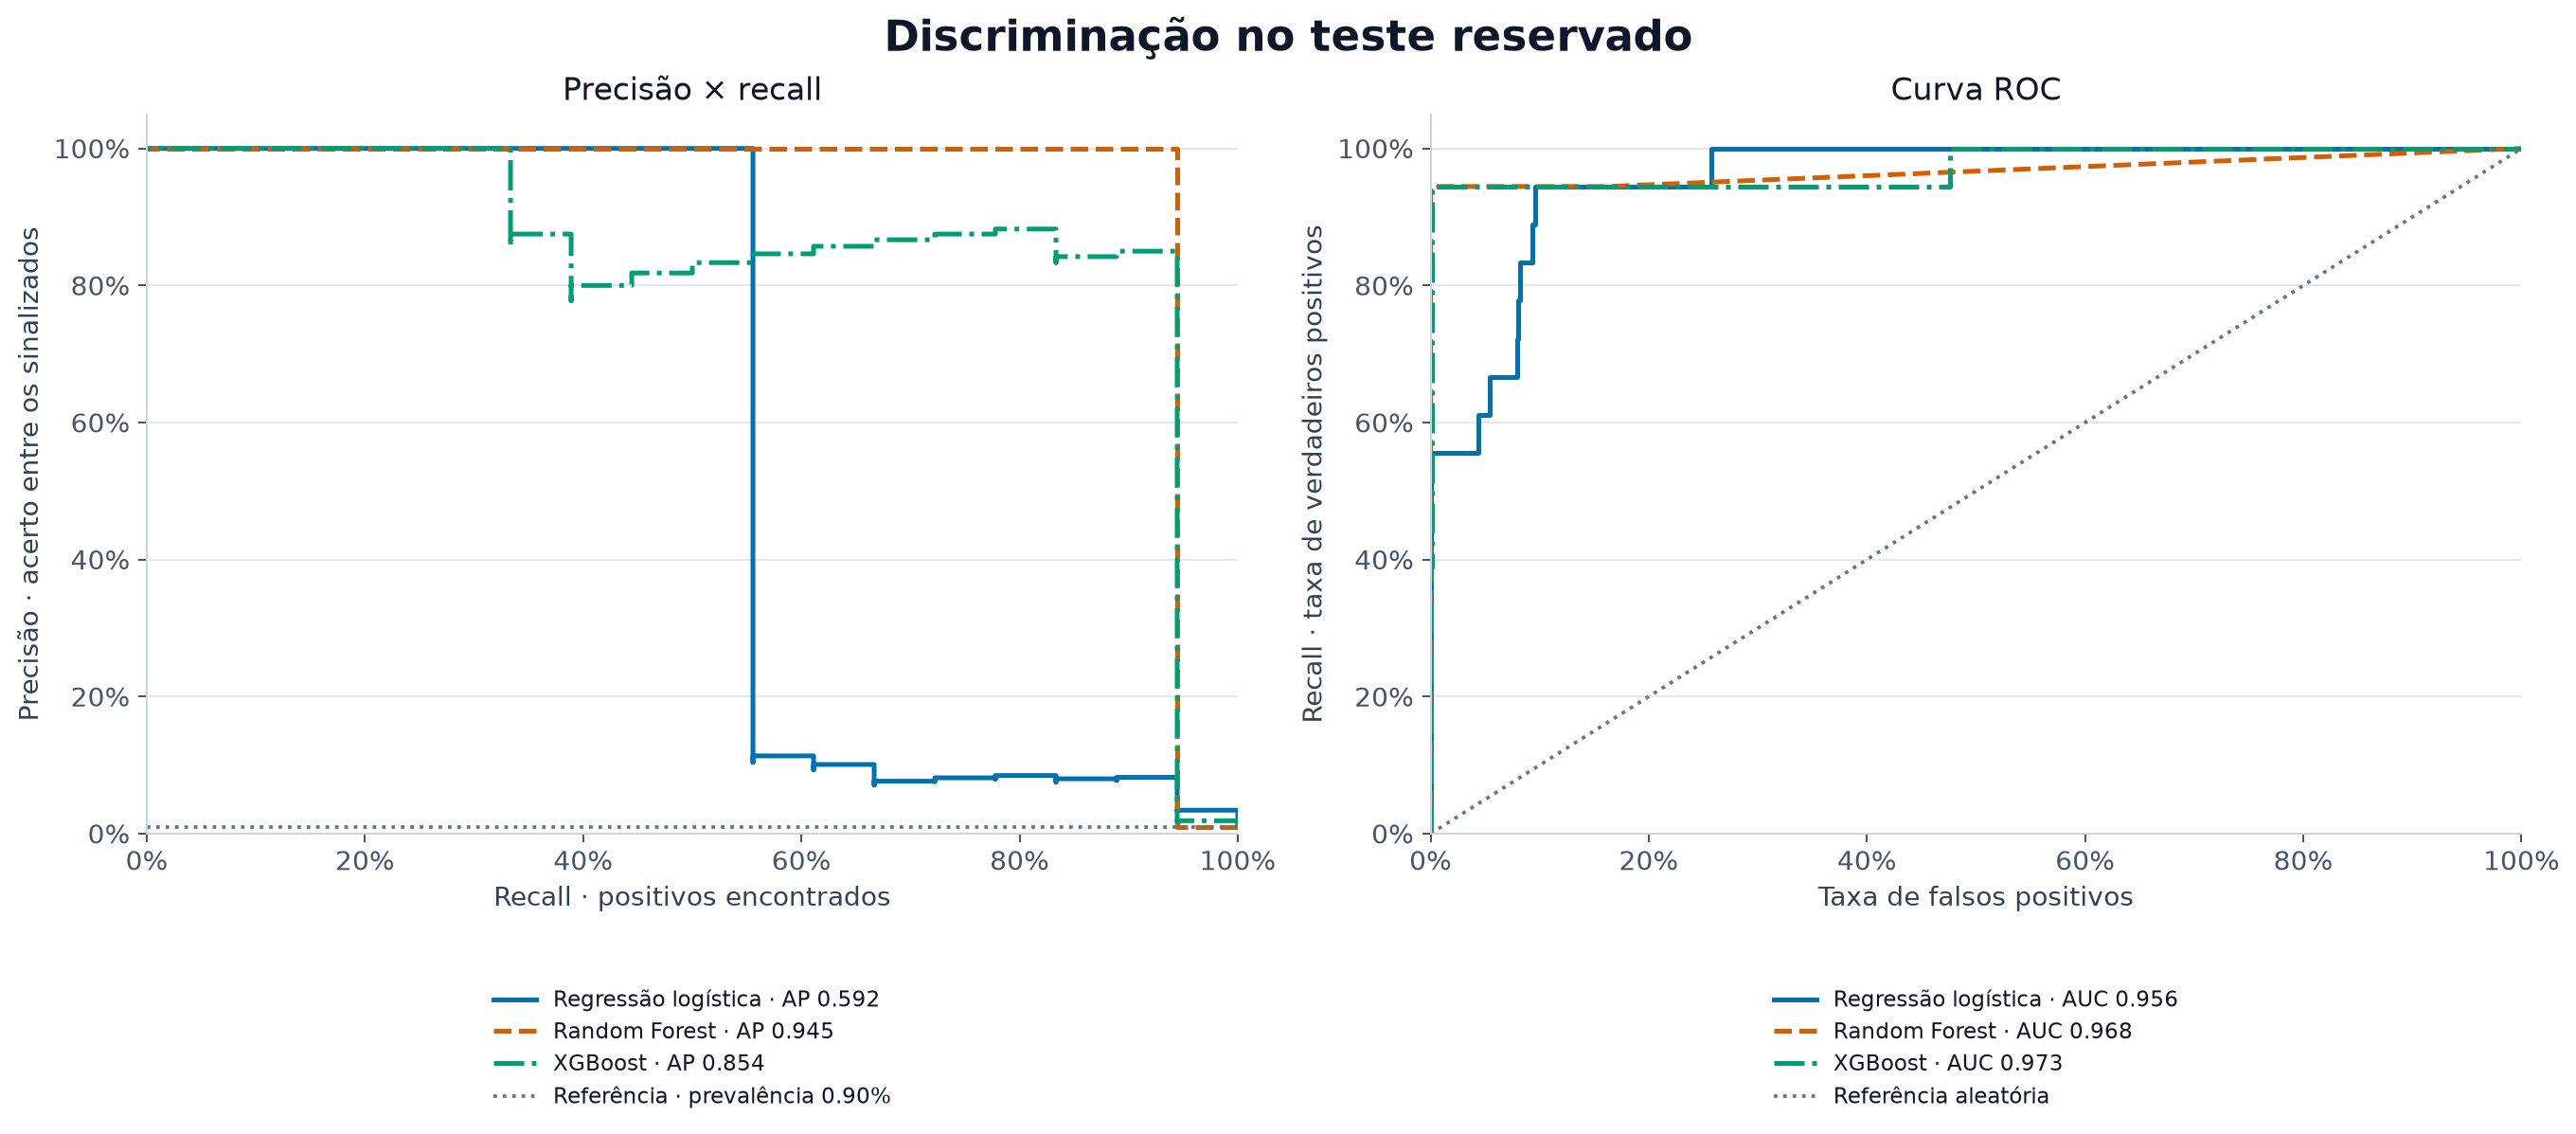 Discriminação no teste reservado
Precisão × recall
Precisão · acerto entre os sinalizados
100%
80%
60%
40%
20%
0%
0% 20% 40% 60% 80% 100%
Recall · positivos encontrados
Regressão logística · AP 0.592
Random Forest · AP 0.945
XGBoost · AP 0.854
Referência · prevalência 0.90%
Curva ROC
Recall · taxa de verdadeiros positivos
100%
80%
60%
40%
20%
0%
0% 20% 40% 60% 80% 100%
Taxa de falsos positivos
Regressão logística · AUC 0.956
Random Forest · AUC 0.968
XGBoost · AUC 0.973
Referência aleatória